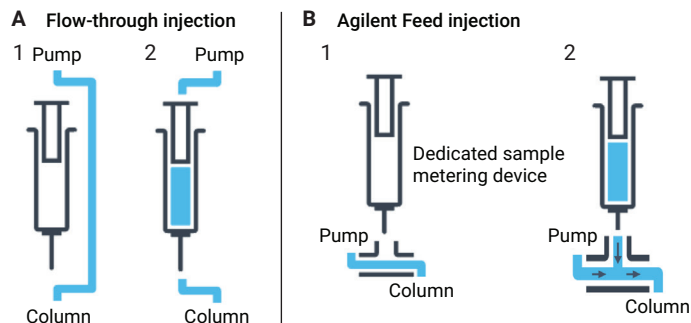 A Flow-through injection
1 Pump
2 Pump
Column
Column
B Agilent Feed injection
1
2
Dedicated sample
metering device
Pump
Column
Pump
Column